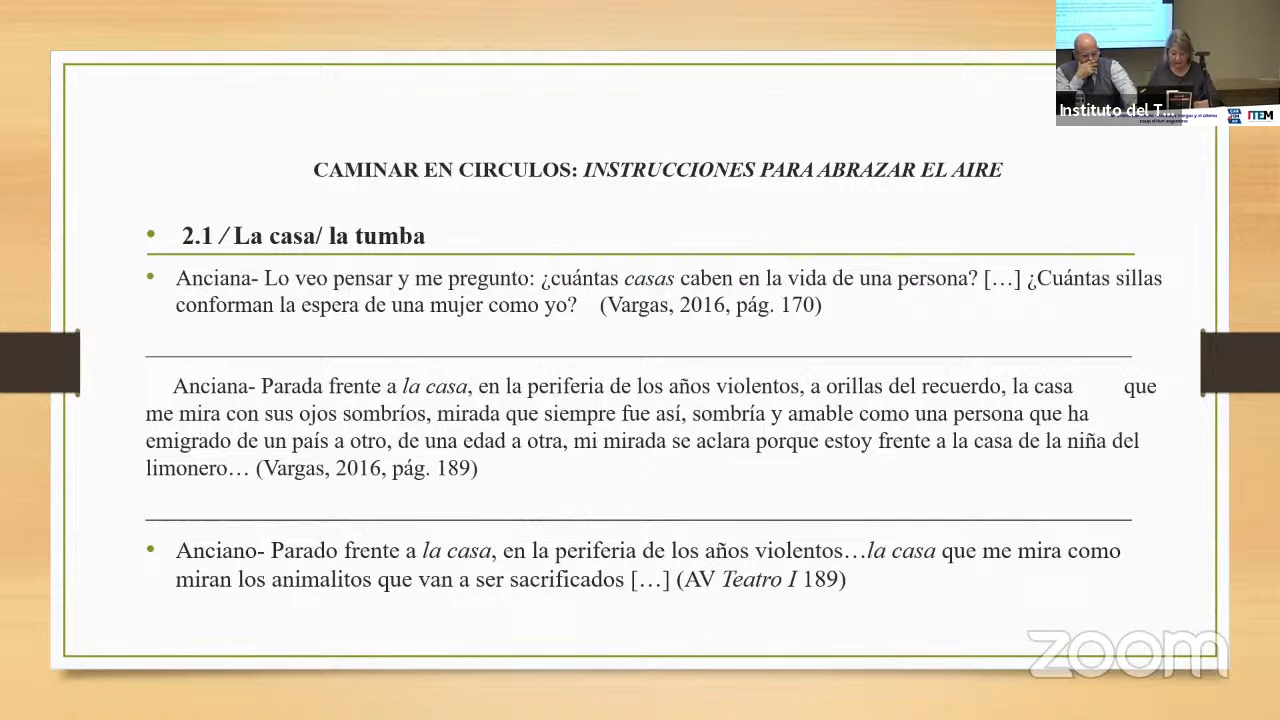 Instituto del T...
ITEM
CAMINAR EN CIRCULOS: INSTRUCCIONES PARA ABRAZAR EL AIRE
• 2.1 / La casa/ la tumba
• Anciana- Lo veo pensar y me pregunto: ¿cuántas casas caben en la vida de una persona? […] ¿Cuántas sillas
conforman la espera de una mujer como yo? (Vargas, 2016, pág. 170)
Anciana- Parada frente a la casa, en la periferia de los años violentos, a orillas del recuerdo, la casa que
me mira con sus ojos sombríos, mirada que siempre fue así, sombría y amable como una persona que ha
emigrado de un país a otro, de una edad a otra, mi mirada se aclara porque estoy frente a la casa de la niña del
limonero… (Vargas, 2016, pág. 189)
• Anciano- Parado frente a la casa, en la periferia de los años violentos…la casa que me mira como
miran los animalitos que van a ser sacrificados […] (AV Teatro I 189)
zoom